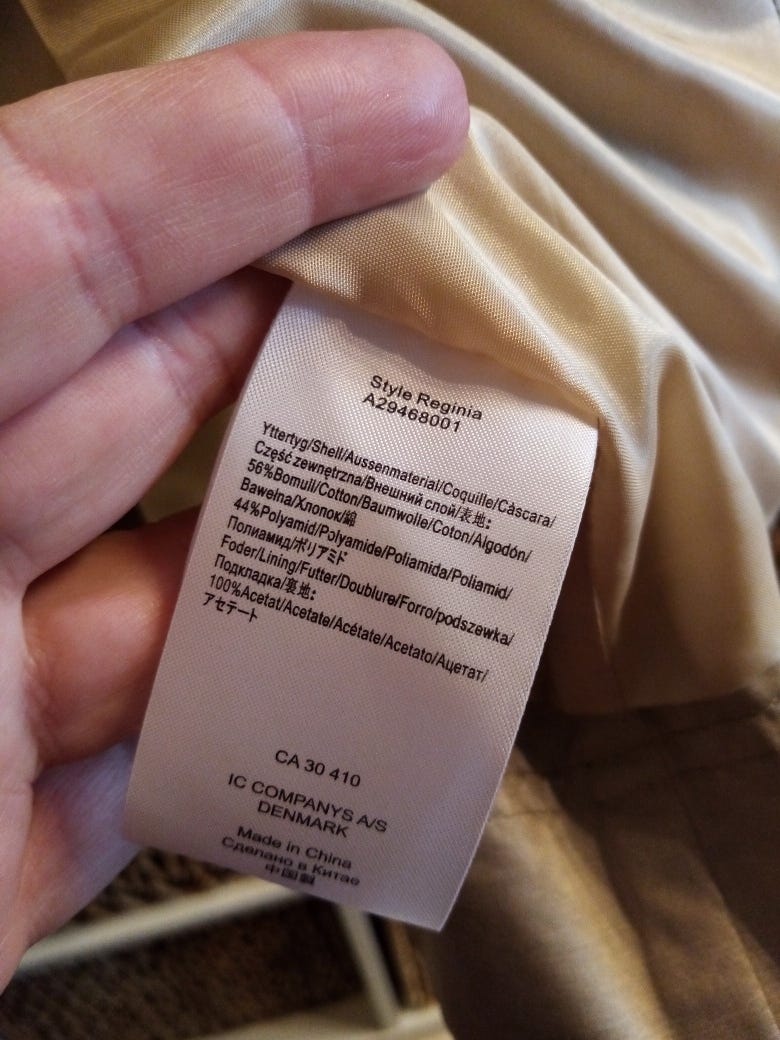 Style Reginia
A29468001
Yttertyg/Shell/Aussenmaterial/Coquille/Càscara/
Część zewnętrzna/Внешний слой/表地:
56%Bomull/Cotton/Baumwolle/Coton/Algodón/
Bawełna/Хлопок/綿
44%Polyamid/Polyamide/Poliamida/Poliamid/
Полиамид/ポリアミド
Foder/Lining/Futter/Doublure/Forro/podszewka/
Подкладка/裏地:
100%Acetat/Acetate/Acétate/Acetato/Ацетат/
アセテート
CA 30 410
IC COMPANYS A/S
DENMARK
Made in China
Сделано в Китае
中国製